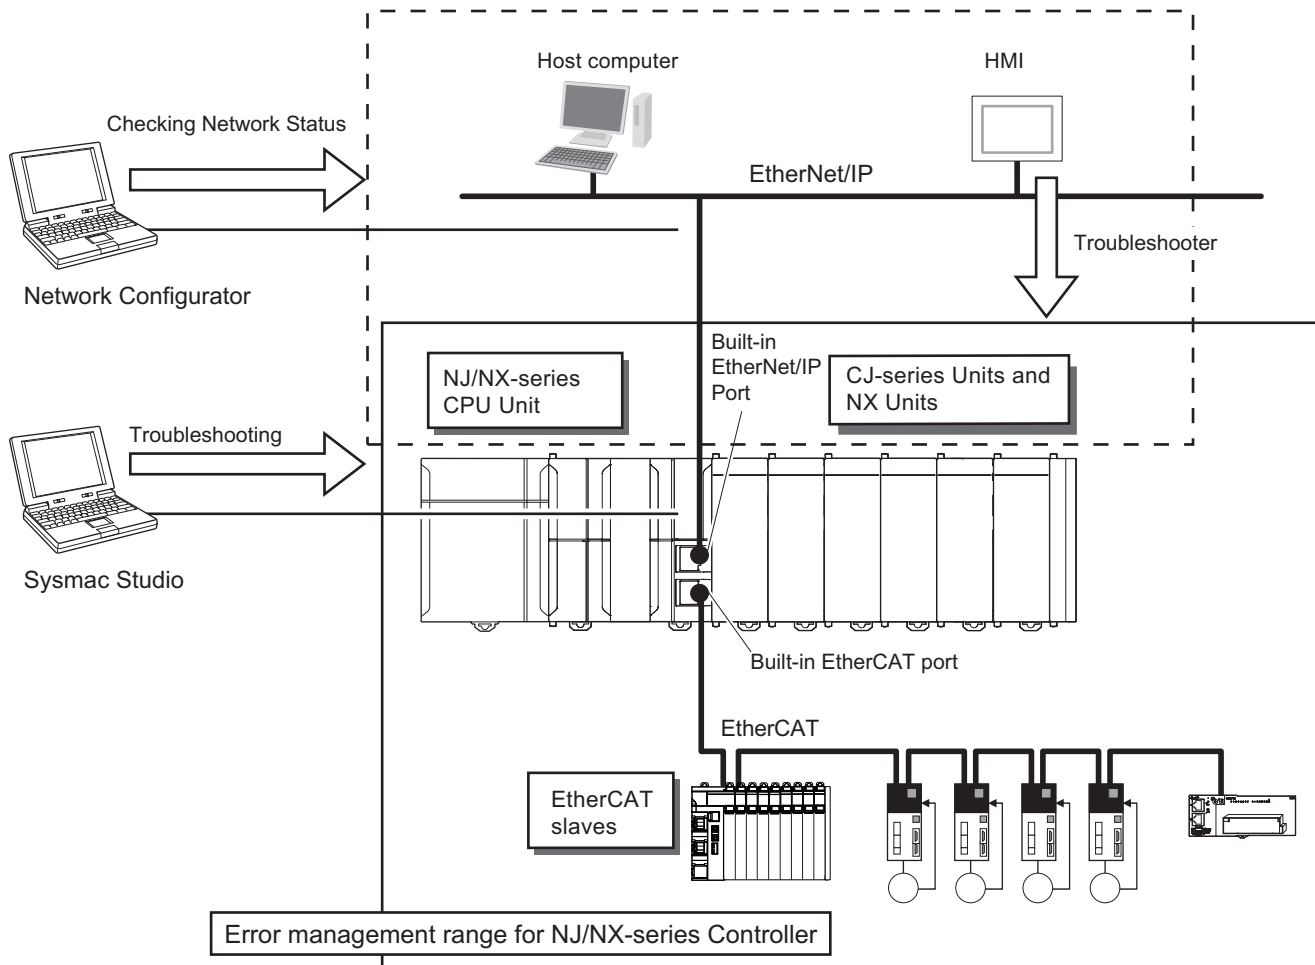 Host computer
HMI
Checking Network Status
EtherNet/IP
Troubleshooter
Network Configurator
Built-in
EtherNet/IP
Port
NJ/NX-series
CPU Unit
CJ-series Units and
NX Units
Troubleshooting
Sysmac Studio
Built-in EtherCAT port
EtherCAT
EtherCAT
slaves
Error management range for NJ/NX-series Controller